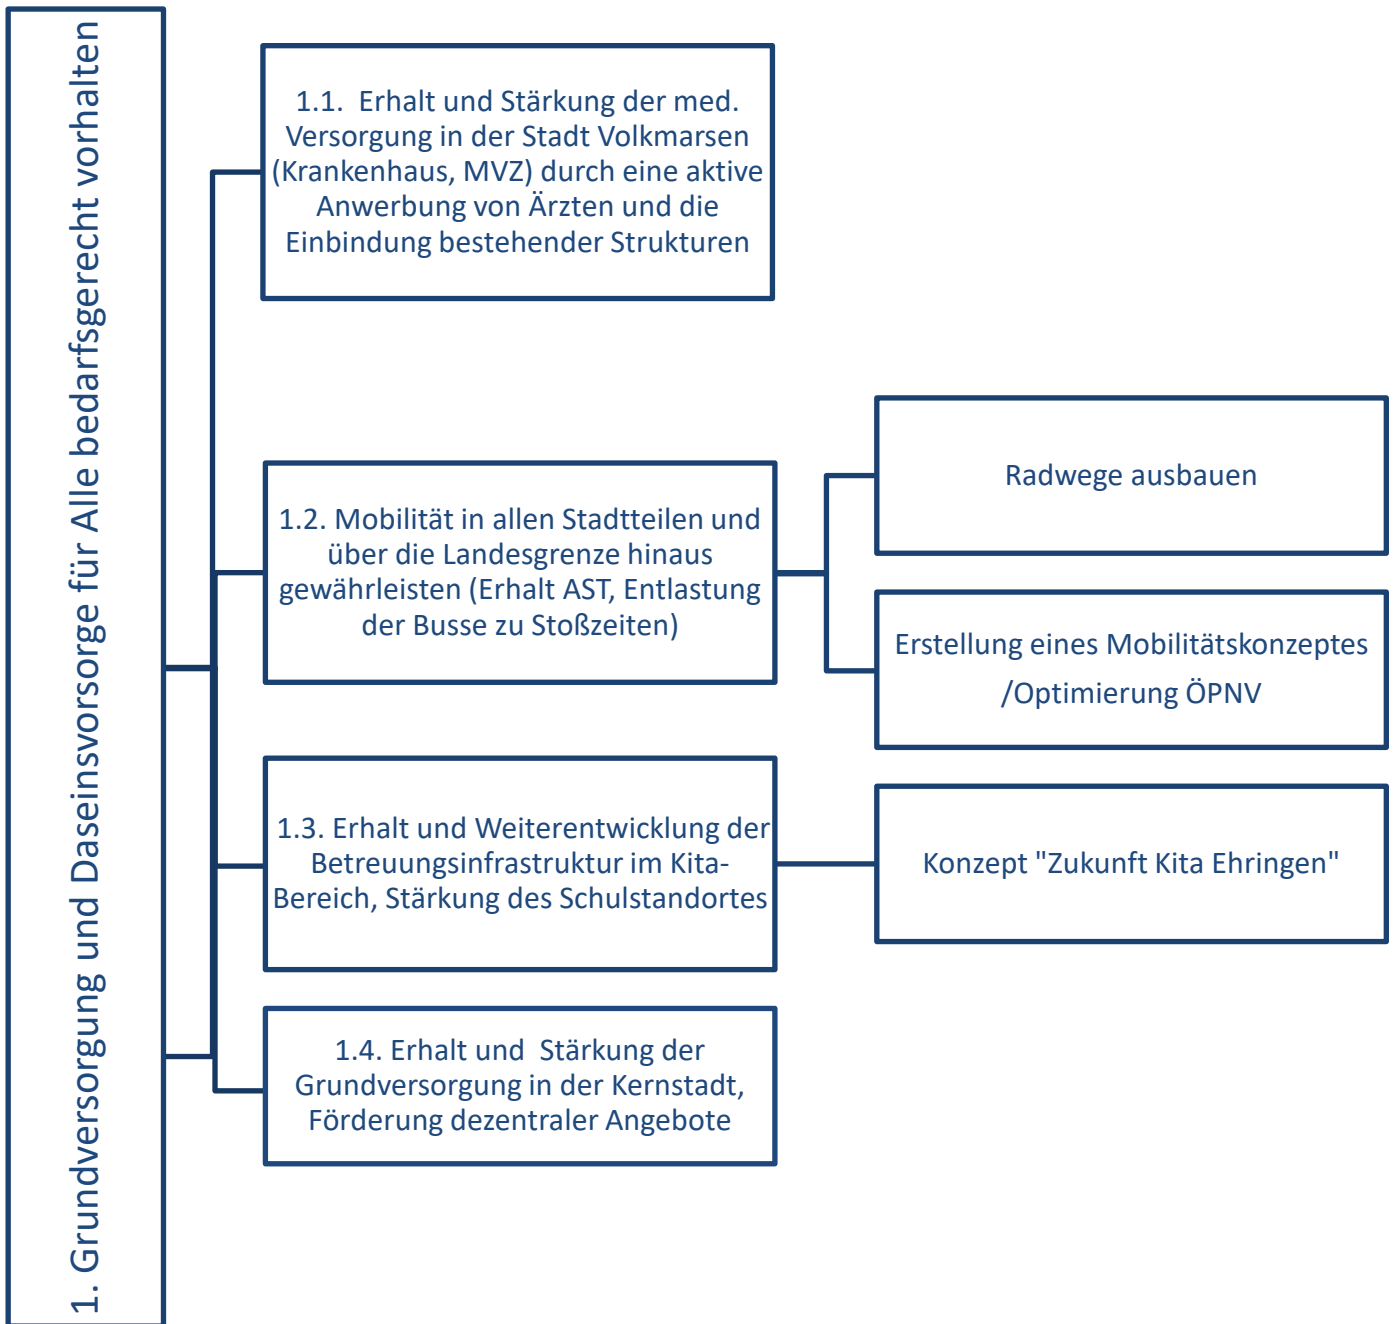 1. Grundversorgung und Daseinsvorsorge für Alle bedarfsgerecht vorhalten
1.1. Erhalt und Stärkung der med.
Versorgung in der Stadt Volkmarsen
(Krankenhaus, MVZ) durch eine aktive
Anwerbung von Ärzten und die
Einbindung bestehender Strukturen
1.2. Mobilität in allen Stadtteilen und
über die Landesgrenze hinaus
gewährleisten (Erhalt AST, Entlastung
der Busse zu Stoßzeiten)
Radwege ausbauen
Erstellung eines Mobilitätskonzeptes
/Optimierung ÖPNV
1.3. Erhalt und Weiterentwicklung der
Betreuungsinfrastruktur im Kita-
Bereich, Stärkung des Schulstandortes
Konzept "Zukunft Kita Ehringen"
1.4. Erhalt und Stärkung der
Grundversorgung in der Kernstadt,
Förderung dezentraler Angebote